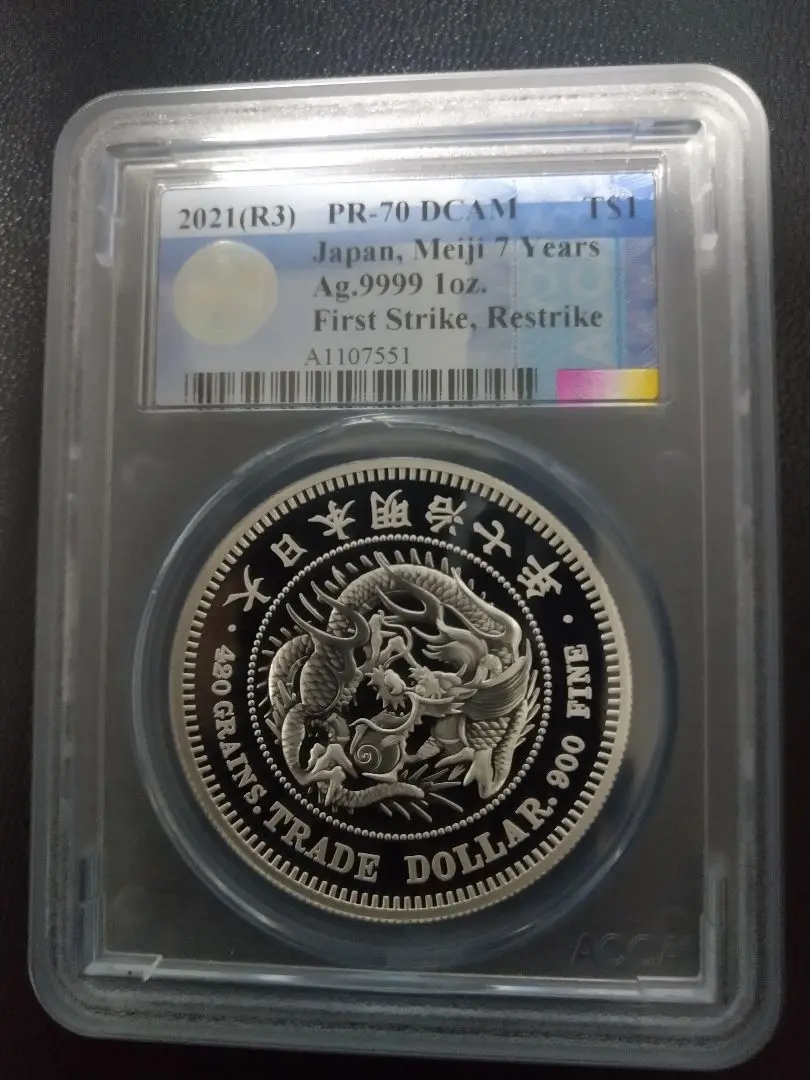 2021(R3) PR-70 DCAM T$1
Japan, Meiji 7 Years
Ag.9999 1oz.
First Strike, Restrike
A1107551
大日本明治七年
420 GRAINS. TRADE DOLLAR. 900 FINE